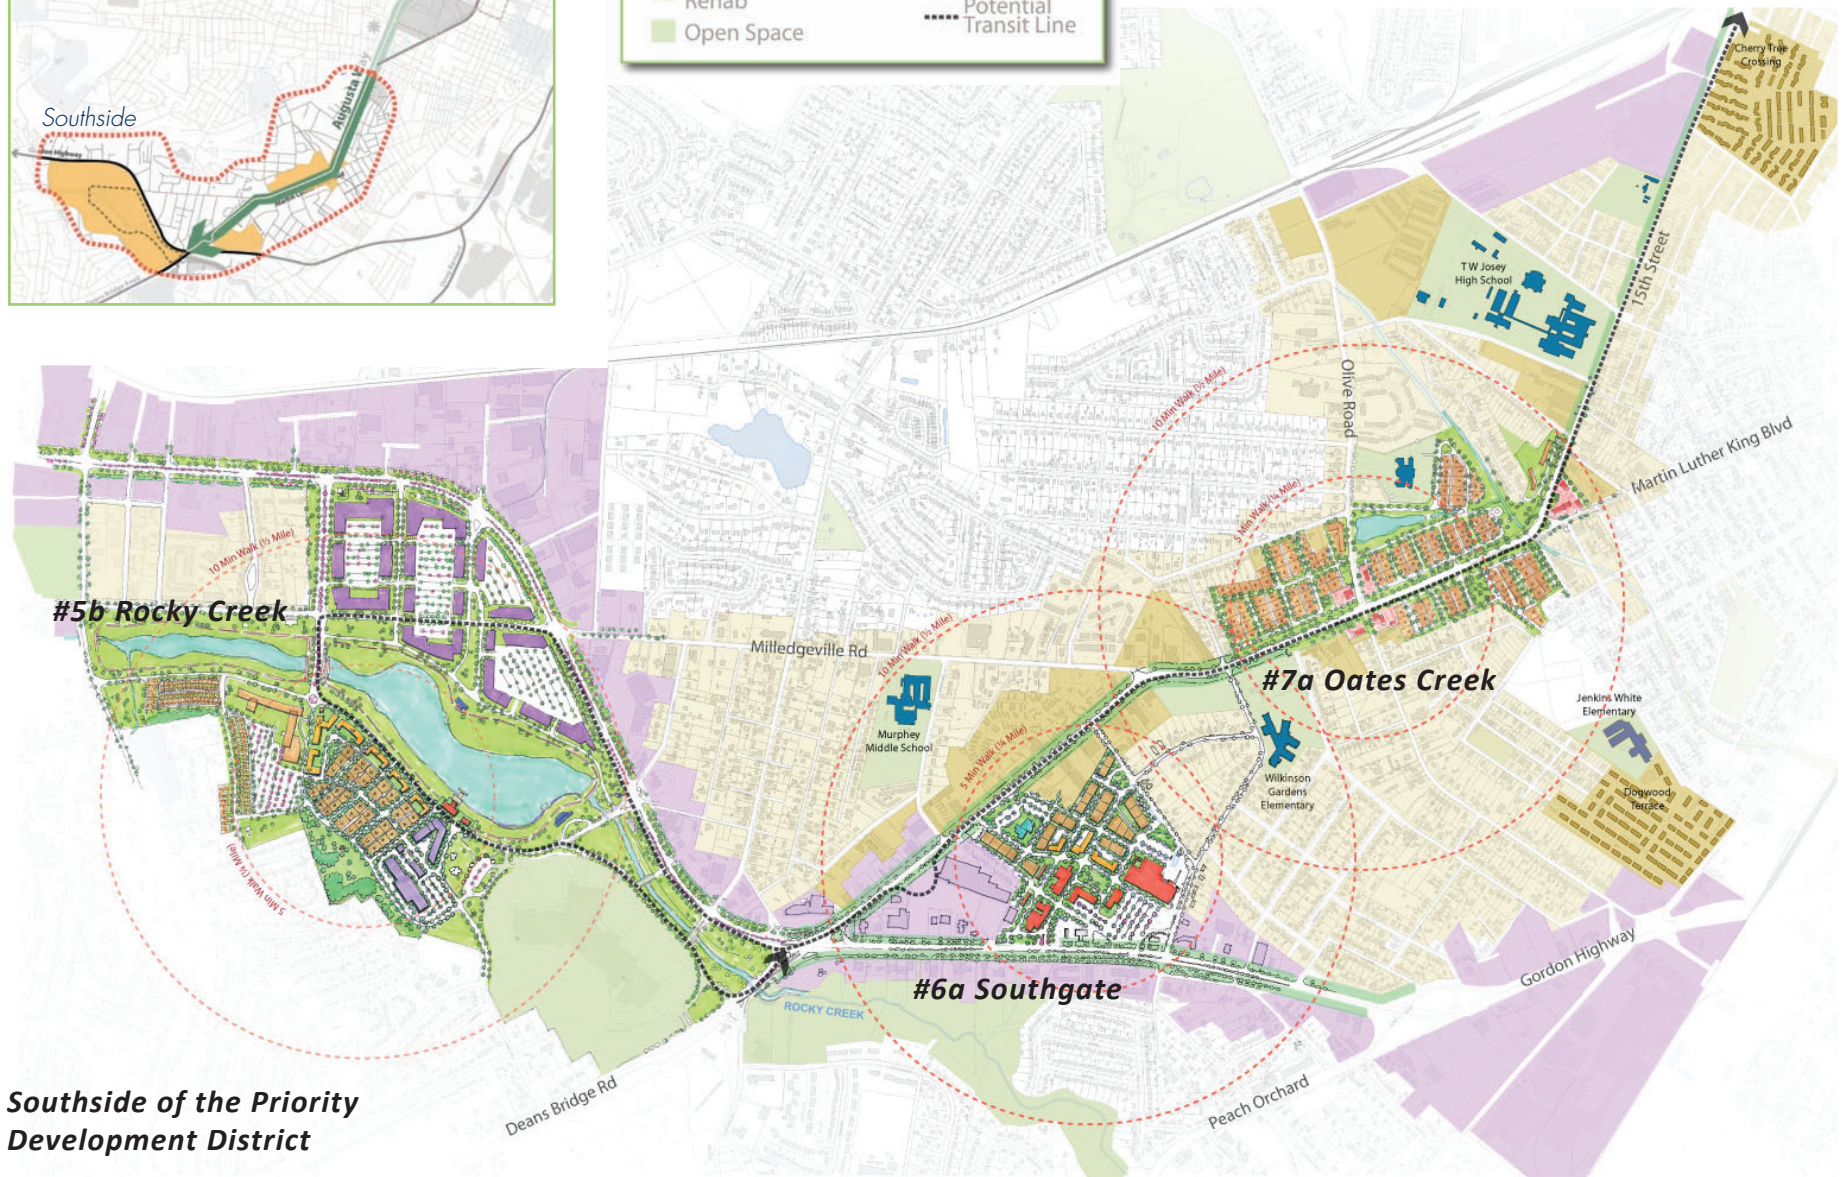 Southside
Augusta Way
Rehab
Open Space
Potential
Transit Line
Cherry Tree
Crossing
T W Josey
High School
15th Street
Olive Road
Martin Luther King Blvd
10 Min Walk (½ Mile)
5 Min Walk (¼ Mile)
10 Min Walk (½ Mile)
#5b Rocky Creek
Milledgeville Rd
10 Min Walk (½ Mile)
#7a Oates Creek
Murphey
Middle School
5 Min Walk (¼ Mile)
Jenkins White
Elementary
Wilkinson
Gardens
Elementary
Dogwood
Terrace
5 Min Walk (¼ Mile)
Gordon Highway
#6a Southgate
ROCKY CREEK
Deans Bridge Rd
Peach Orchard
Southside of the Priority
Development District